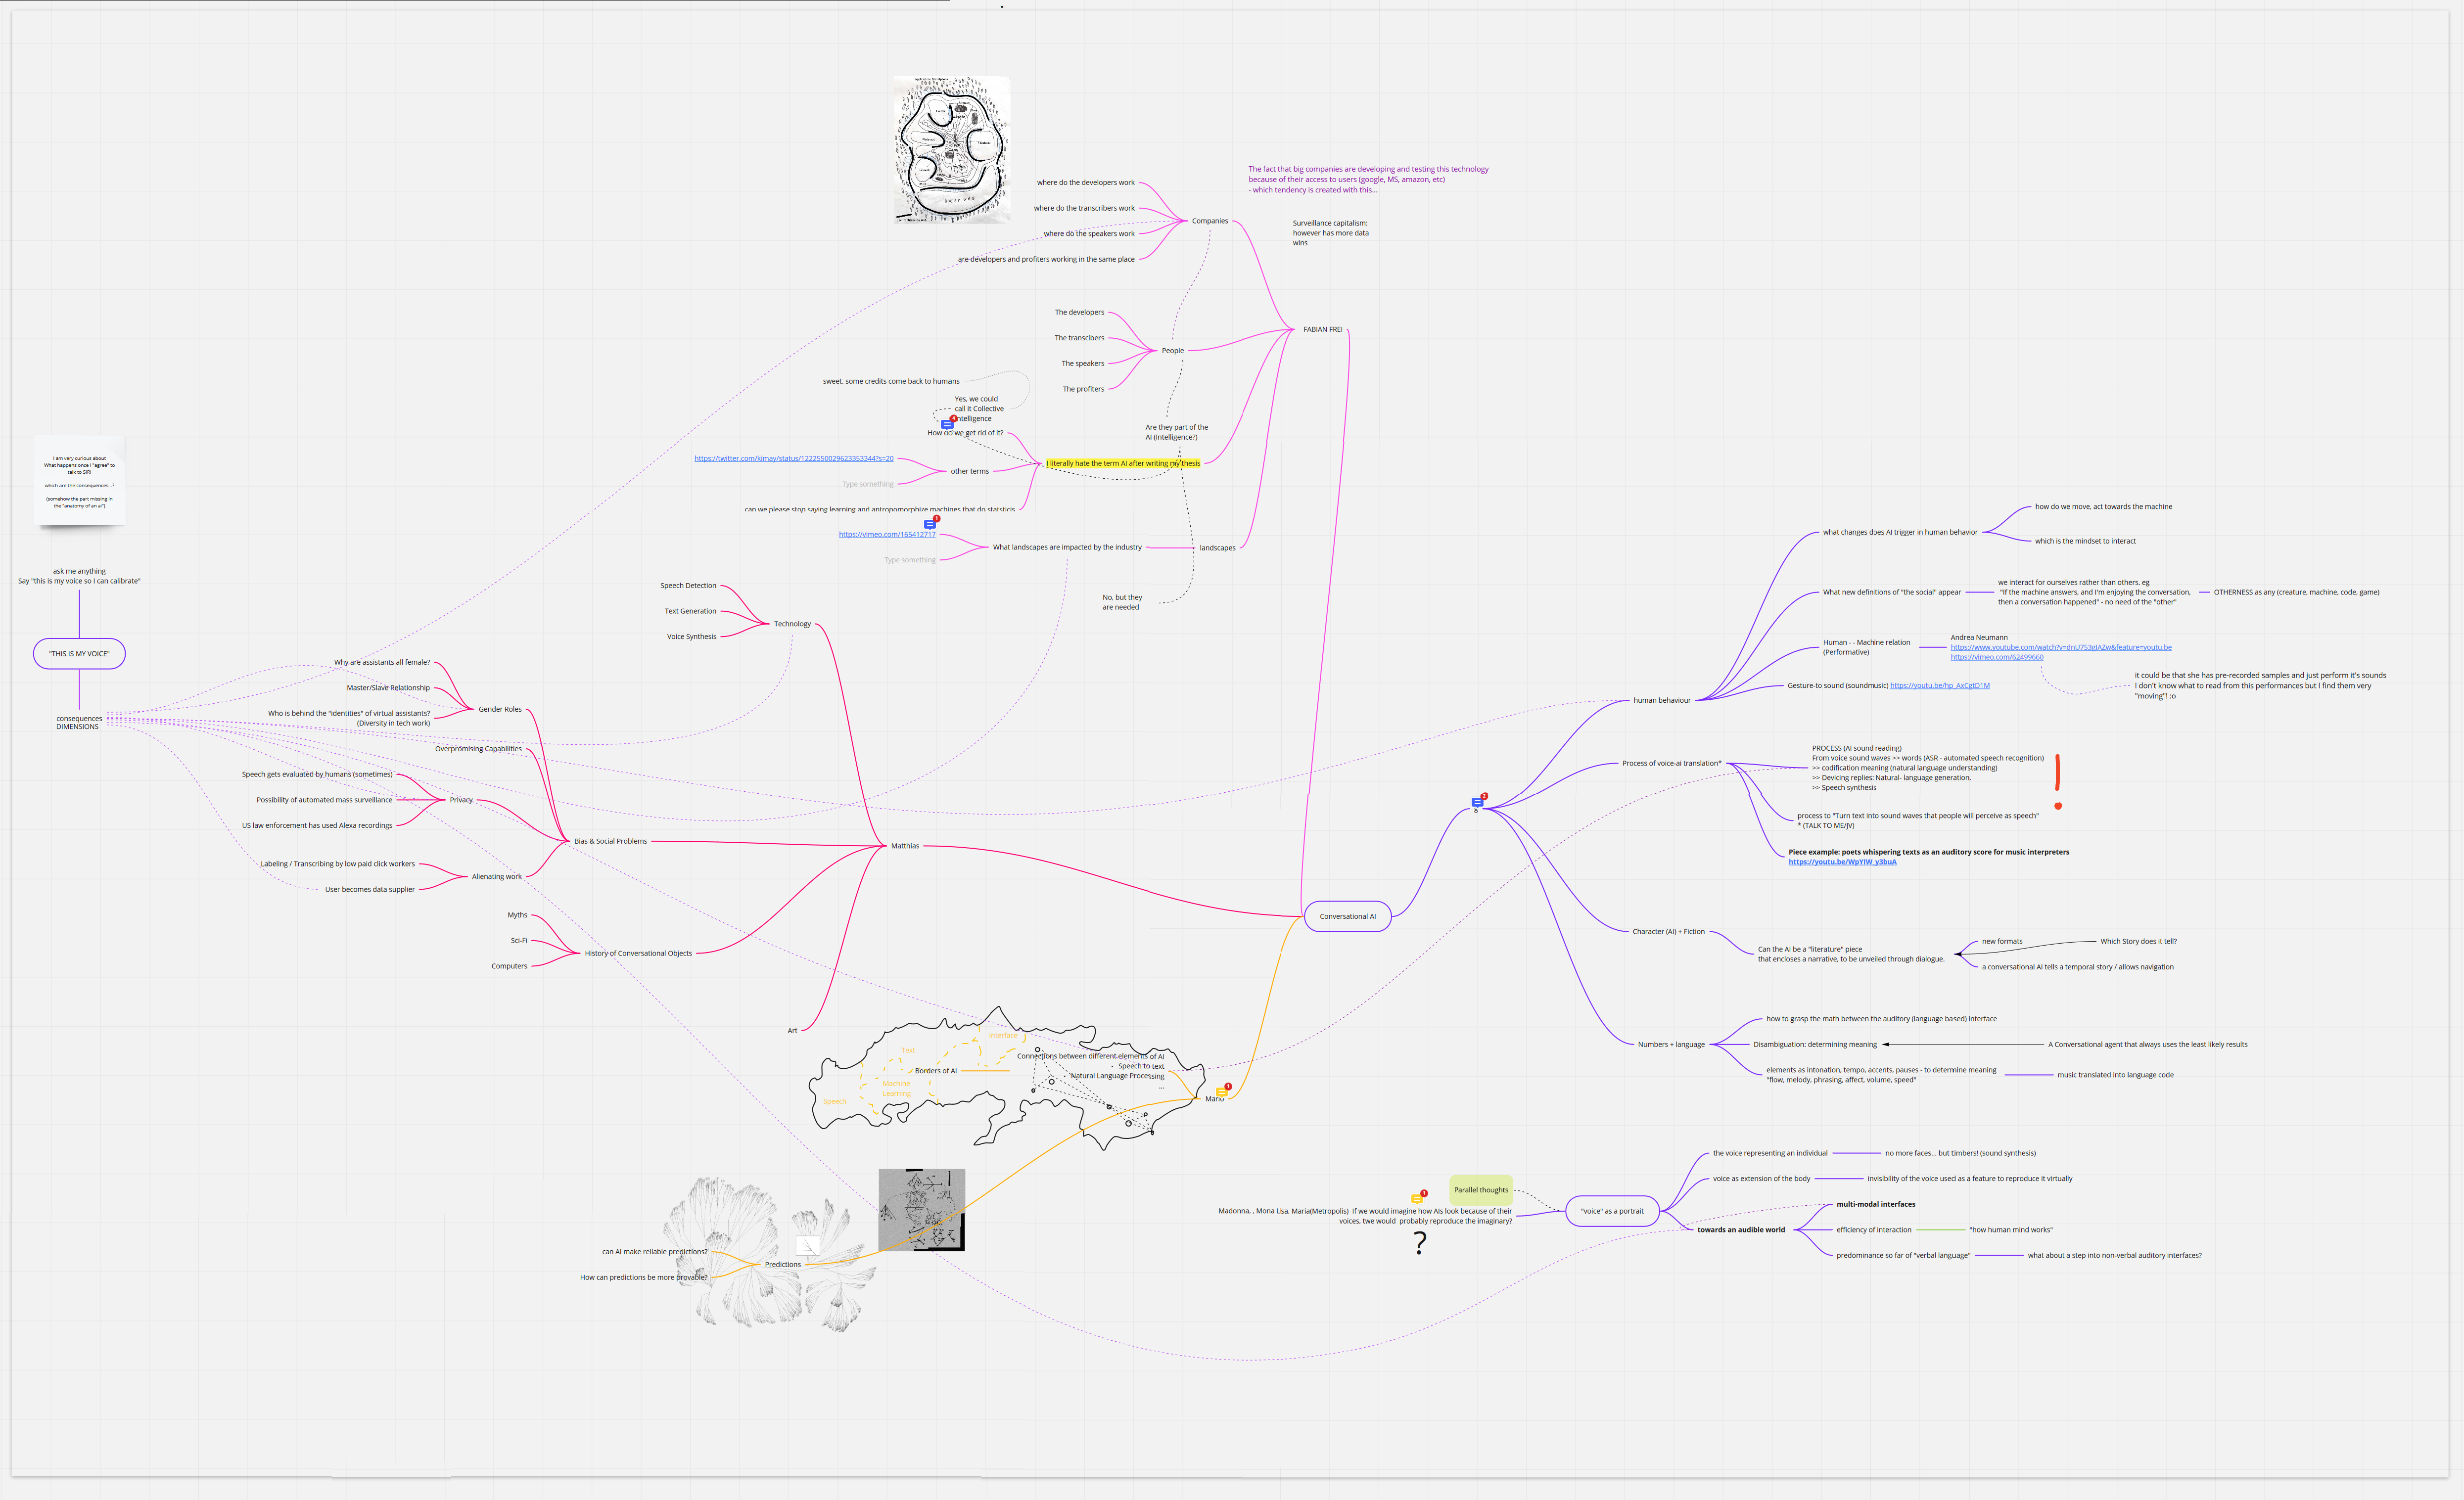 The fact that big companies are developing and testing this technology
because of their access to users (google, MS, amazon, etc)
- which tendency is created with this...
Surveillance capitalism:
however has more data
wins
where do the developers work
where do the transcribers work
where do the speakers work
are developers and profiters working in the same place
Companies
FABIAN FREI
The developers
The transcibers
The speakers
The profiters
People
sweet. some credits come back to humans
Yes, we could
call it Collective
Intelligence
4
How do we get rid of it?
Are they part of the
AI (Intelligence?)
I literally hate the term AI after writing my thesis
https://twitter.com/kimay/status/1222550029623353344?s=20
other terms
Type something
can we please stop saying learning and antropomorphize machines that do statsticis
1
https://vimeo.com/165412717
Type something
What landscapes are impacted by the industry
landscapes
No, but they
are needed
I am very curious about
What happens once I "agree" to
talk to SIRI
which are the consequences...?
(somehow the part missing in
the "anatomy of an ai")
ask me anything
Say "this is my voice so I can calibrate"
"THIS IS MY VOICE"
consequences
DIMENSIONS
Speech Detection
Text Generation
Voice Synthesis
Technology
Why are assistants all female?
Master/Slave Relationship
Who is behind the "identities" of virtual assistants?
(Diversity in tech work)
Gender Roles
Overpromising Capabilities
Speech gets evaluated by humans (sometimes)
Possibility of automated mass surveillance
US law enforcement has used Alexa recordings
Privacy
Bias & Social Problems
Labeling / Transcribing by low paid click workers
User becomes data supplier
Alienating work
Matthias
Myths
Sci-Fi
Computers
History of Conversational Objects
Art
Conversational AI
Interface
Text
Machine
Learning
Speech
Borders of AI
Connections between different elements of AI
- Speech to text
- Natural Language Processing
...
1
Mario
can AI make reliable predictions?
How can predictions be more provable?
Predictions
2
g
human behaviour
what changes does AI trigger in human behavior
how do we move, act towards the machine
which is the mindset to interact
What new definitions of "the social" appear
we interact for ourselves rather than others. eg
"if the machine answers, and I'm enjoying the conversation,
then a conversation happened" - no need of the "other"
OTHERNESS as any (creature, machine, code, game)
Human - - Machine relation
(Performative)
Andrea Neumann
https://www.youtube.com/watch?v=dnU753gIAZw&feature=youtu.be
https://vimeo.com/62499660
it could be that she has pre-recorded samples and just perform it's sounds
I don't know what to read from this performances but I find them very
"moving"! :o
Gesture-to sound (soundmusic) https://youtu.be/hp_AxCgtD1M
Process of voice-ai translation*
PROCESS (AI sound reading)
From voice sound waves >> words (ASR - automated speech recognition)
>> codification meaning (natural language understanding)
>> Devicing replies: Natural- language generation.
>> Speech synthesis
!
process to "Turn text into sound waves that people will perceive as speech"
* (TALK TO ME/JV)
Piece example: poets whispering texts as an auditory score for music interpreters
https://youtu.be/WpYIW_y3buA
Character (AI) + Fiction
Can the AI be a "literature" piece
that encloses a narrative, to be unveiled through dialogue.
new formats
Which Story does it tell?
a conversational AI tells a temporal story / allows navigation
Numbers + language
how to grasp the math between the auditory (language based) interface
Disambiguation: determining meaning
A Conversational agent that always uses the least likely results
elements as intonation, tempo, accents, pauses - to determine meaning
"flow, melody, phrasing, affect, volume, speed"
music translated into language code
Parallel thoughts
1
Madonna, , Mona Lsa, Maria(Metropolis) If we would imagine how AIs look because of their
voices, twe would probably reproduce the imaginary?
?
"voice" as a portrait
the voice representing an individual
no more faces... but timbers! (sound synthesis)
voice as extension of the body
invisibility of the voice used as a feature to reproduce it virtually
towards an audible world
multi-modal interfaces
efficiency of interaction
"how human mind works"
predominance so far of "verbal language"
what about a step into non-verbal auditory interfaces?